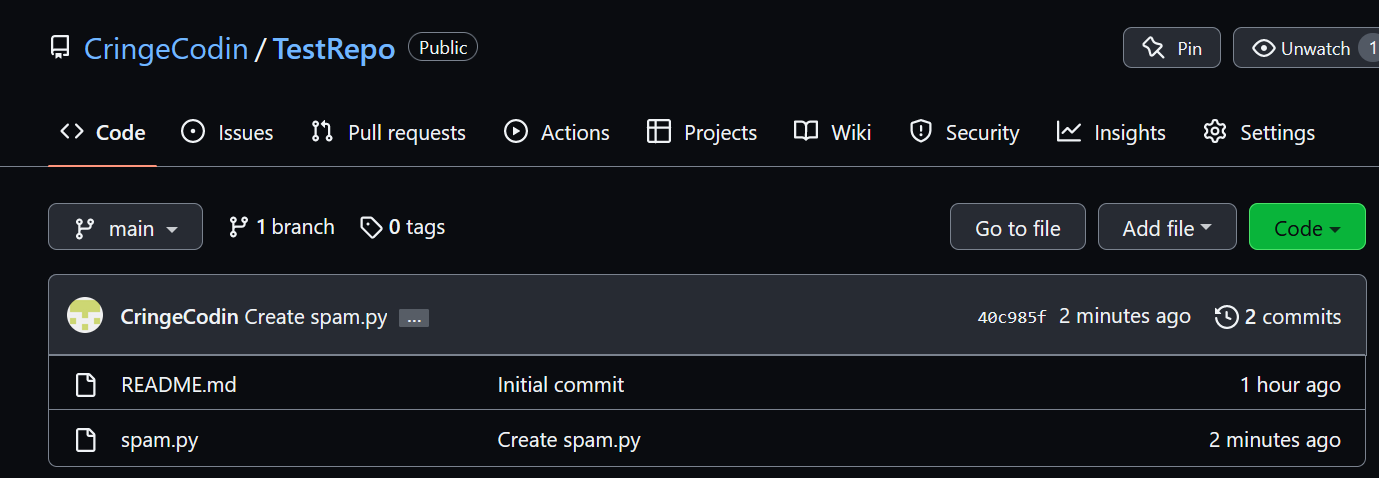 CringeCodin / TestRepo Public Pin Unwatch 1
Code Issues Pull requests Actions Projects Wiki Security Insights Settings
main 1 branch 0 tags Go to file Add file Code
CringeCodin Create spam.py ... 40c985f 2 minutes ago 2 commits
README.md Initial commit 1 hour ago
spam.py Create spam.py 2 minutes ago